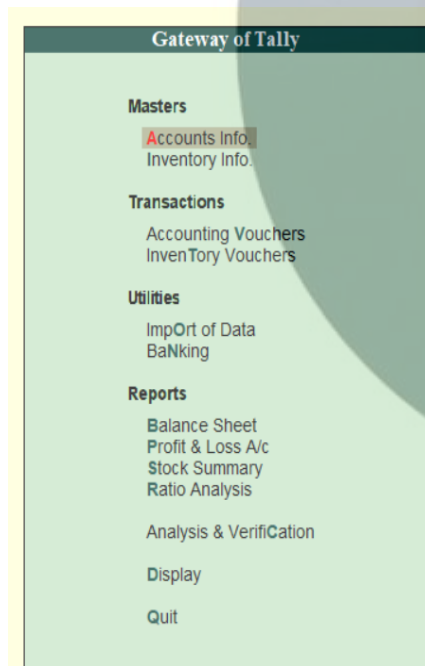 Gateway of Tally
Masters
Accounts Info.
Inventory Info.
Transactions
Accounting Vouchers
InvenTory Vouchers
Utilities
ImpOrt of Data
BaNking
Reports
Balance Sheet
Profit & Loss A/c
Stock Summary
Ratio Analysis
Analysis & VerifiCation
Display
Quit